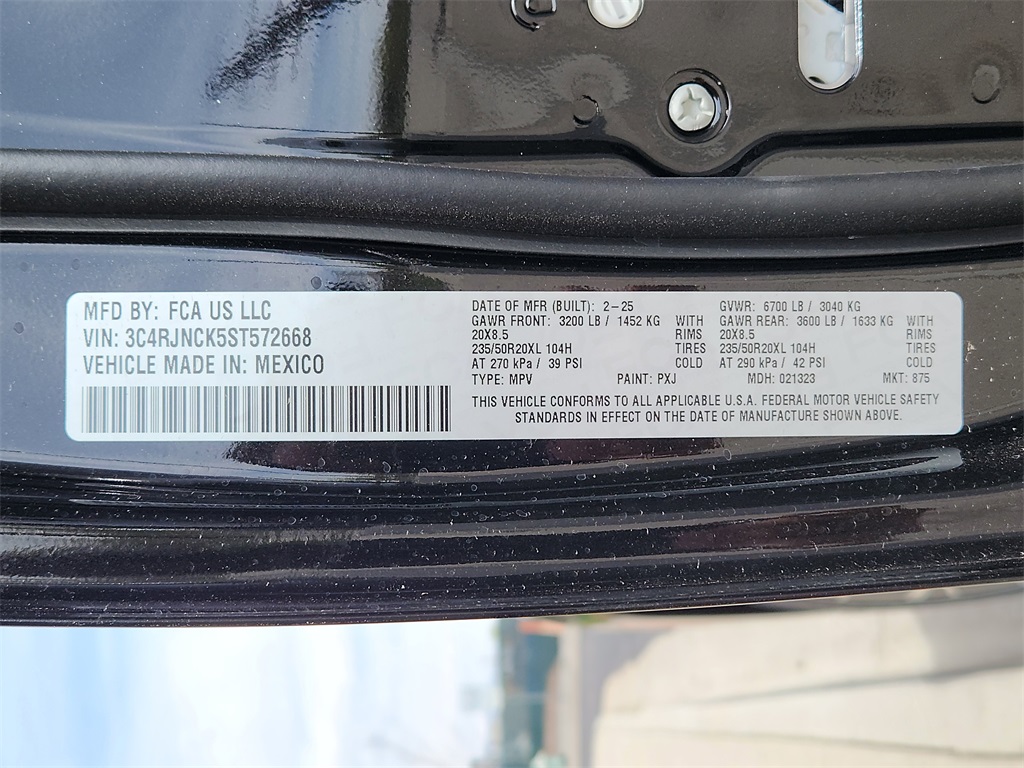 MFD BY: FCA US LLC
VIN: 3C4RJNCK5ST572668
VEHICLE MADE IN: MEXICO
DATE OF MFR (BUILT): 2-25 GVWR: 6700 LB / 3040 KG
GAWR FRONT: 3200 LB / 1452 KG WITH GAWR REAR: 3600 LB / 1633 KG WITH
20X8.5 RIMS 20X8.5 RIMS
235/50R20XL 104H TIRES 235/50R20XL 104H TIRES
AT 270 kPa / 39 PSI COLD AT 290 kPa / 42 PSI COLD
TYPE: MPV PAINT: PXJ MDH: 021323 MKT: 875
THIS VEHICLE CONFORMS TO ALL APPLICABLE U.S.A. FEDERAL MOTOR VEHICLE SAFETY
STANDARDS IN EFFECT ON THE DATE OF MANUFACTURE SHOWN ABOVE.